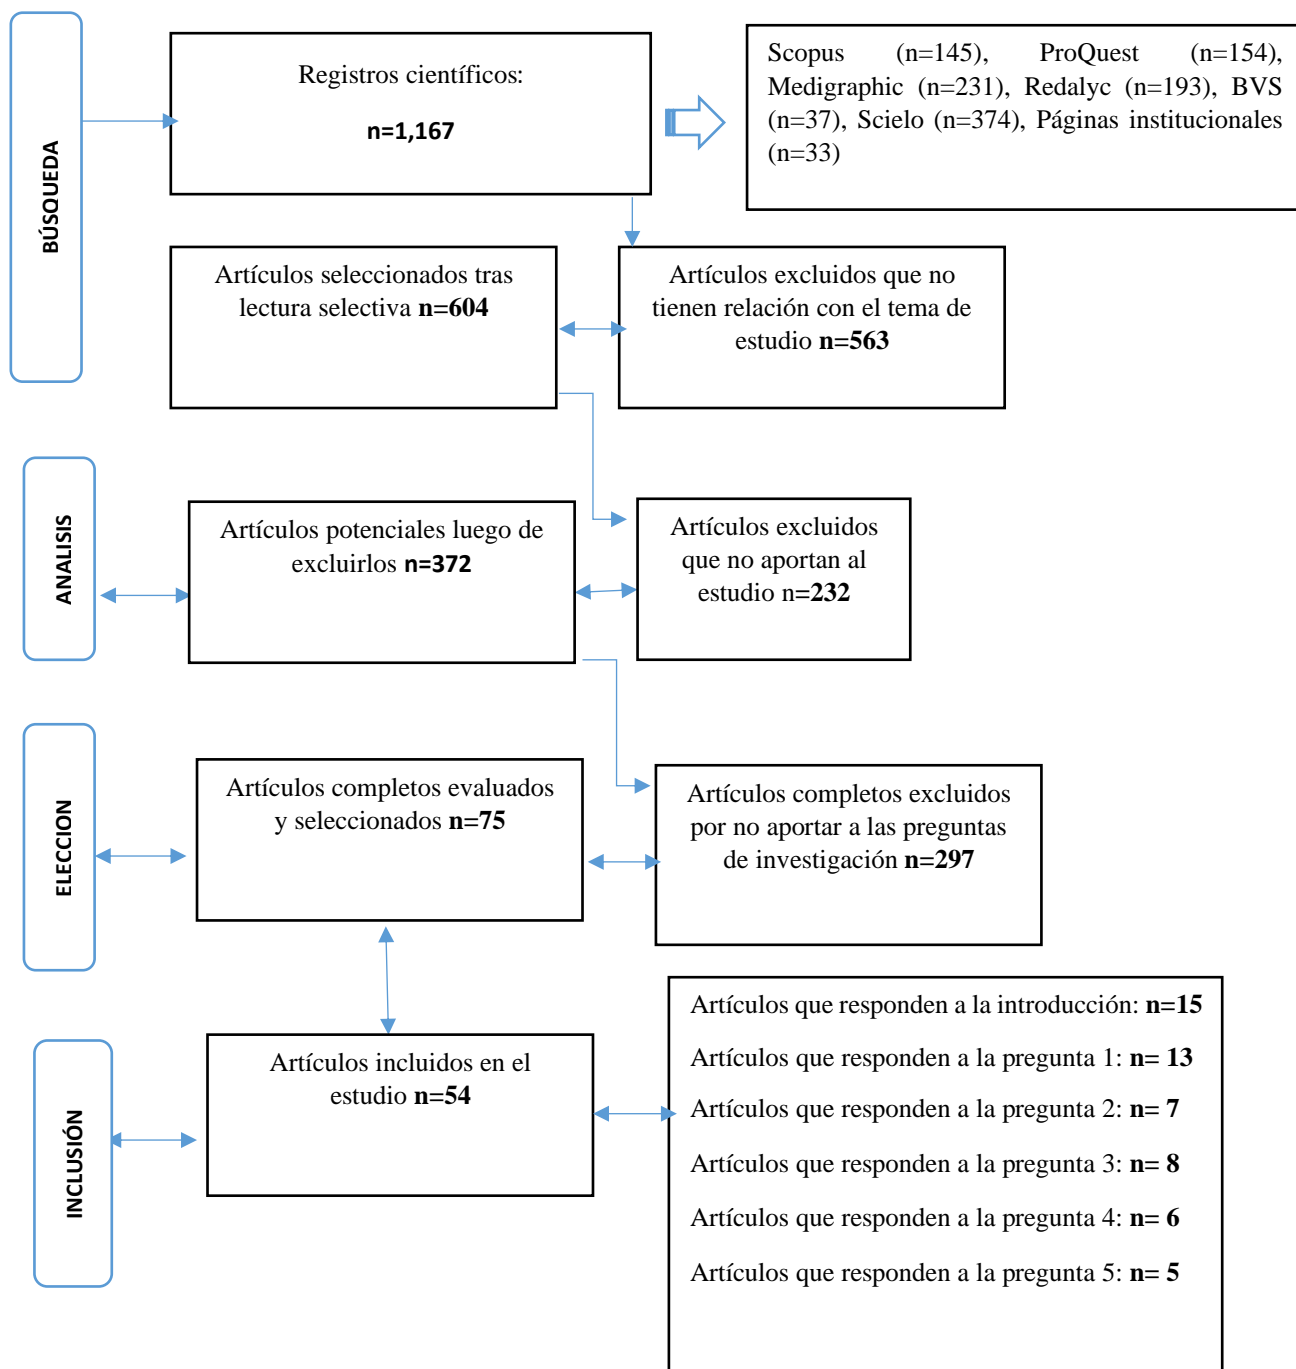 BÚSQUEDA
Registros científicos:
n=1,167
Scopus (n=145), ProQuest (n=154),
Medigraphic (n=231), Redalyc (n=193), BVS
(n=37), Scielo (n=374), Páginas institucionales
(n=33)
Artículos seleccionados tras
lectura selectiva n=604
Artículos excluidos que no
tienen relación con el tema de
estudio n=563
ANALISIS
Artículos potenciales luego de
excluirlos n=372
Artículos excluidos
que no aportan al
estudio n=232
ELECCION
Artículos completos evaluados
y seleccionados n=75
Artículos completos excluidos
por no aportar a las preguntas
de investigación n=297
INCLUSIÓN
Artículos incluidos en el
estudio n=54
Artículos que responden a la introducción: n=15
Artículos que responden a la pregunta 1: n= 13
Artículos que responden a la pregunta 2: n= 7
Artículos que responden a la pregunta 3: n= 8
Artículos que responden a la pregunta 4: n= 6
Artículos que responden a la pregunta 5: n= 5